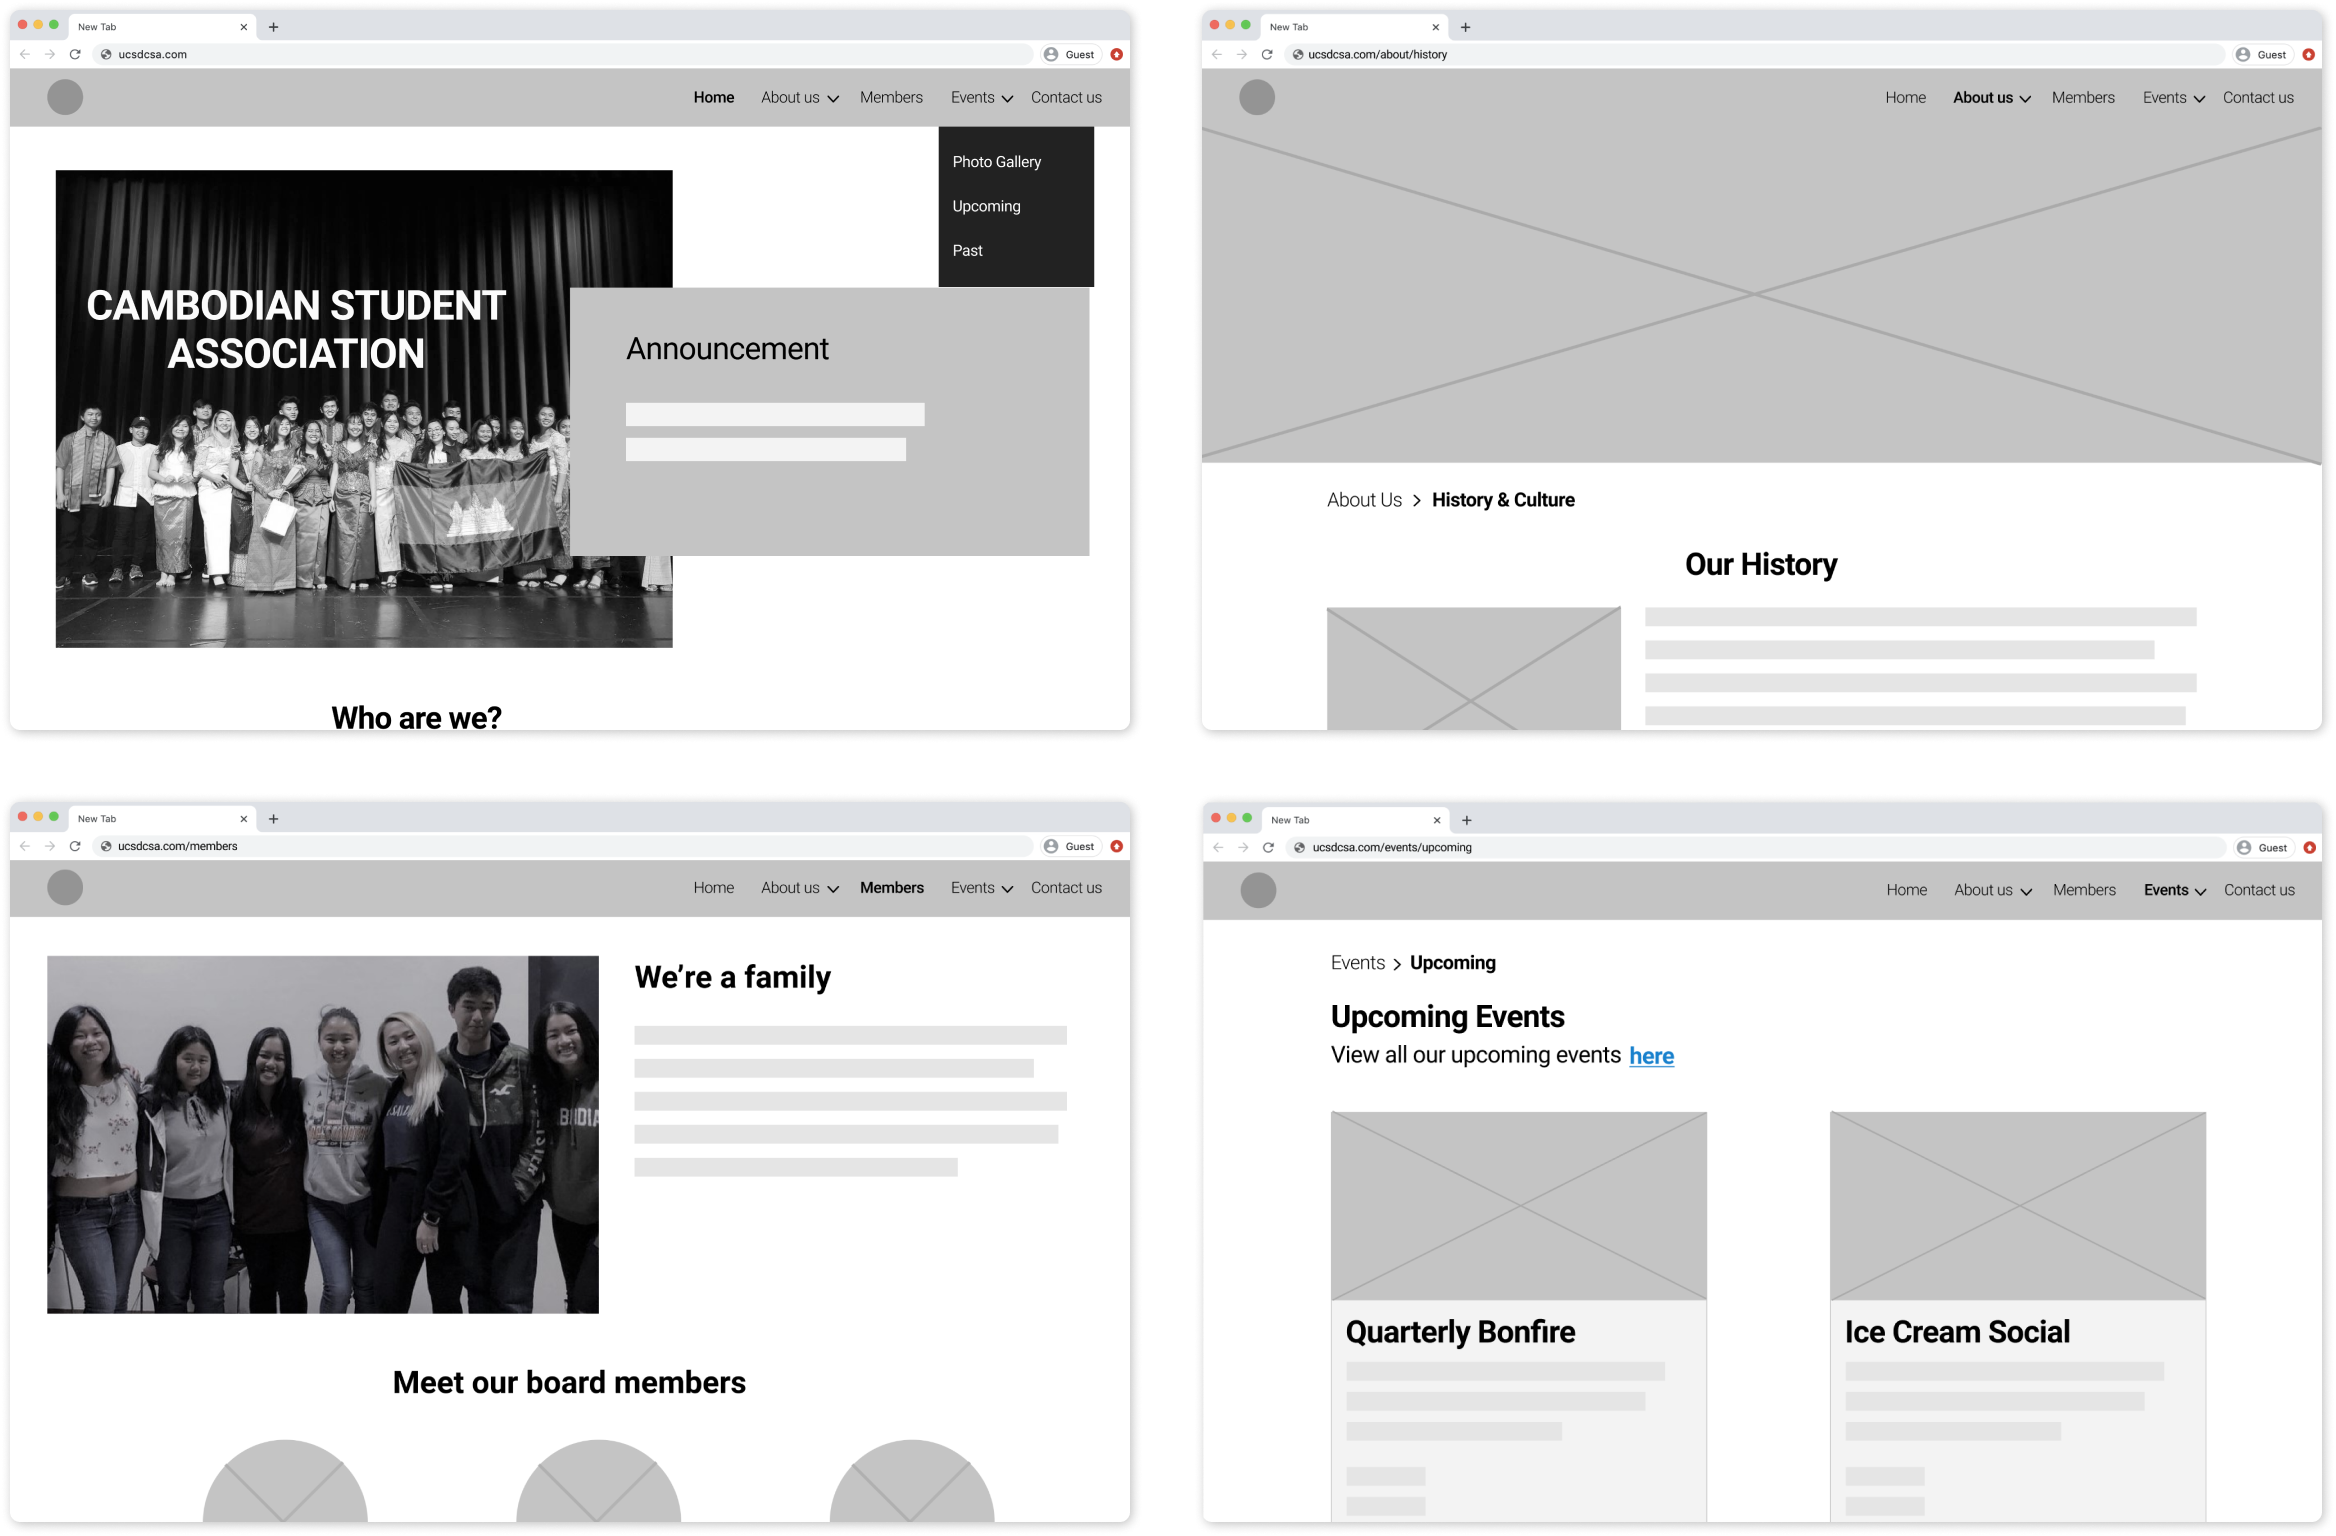 New Tab
ucsdcsa.com
Guest
Home About us Members Events Contact us
Photo Gallery
Upcoming
Past
CAMBODIAN STUDENT
ASSOCIATION
Announcement
Who are we?
New Tab
ucsdcsa.com/about/history
Guest
Home About us Members Events Contact us
About Us > History & Culture
Our History
New Tab
ucsdcsa.com/members
Guest
Home About us Members Events Contact us
We're a family
Meet our board members
New Tab
ucsdcsa.com/events/upcoming
Guest
Home About us Members Events Contact us
Events > Upcoming
Upcoming Events
View all our upcoming events here
Quarterly Bonfire
Ice Cream Social